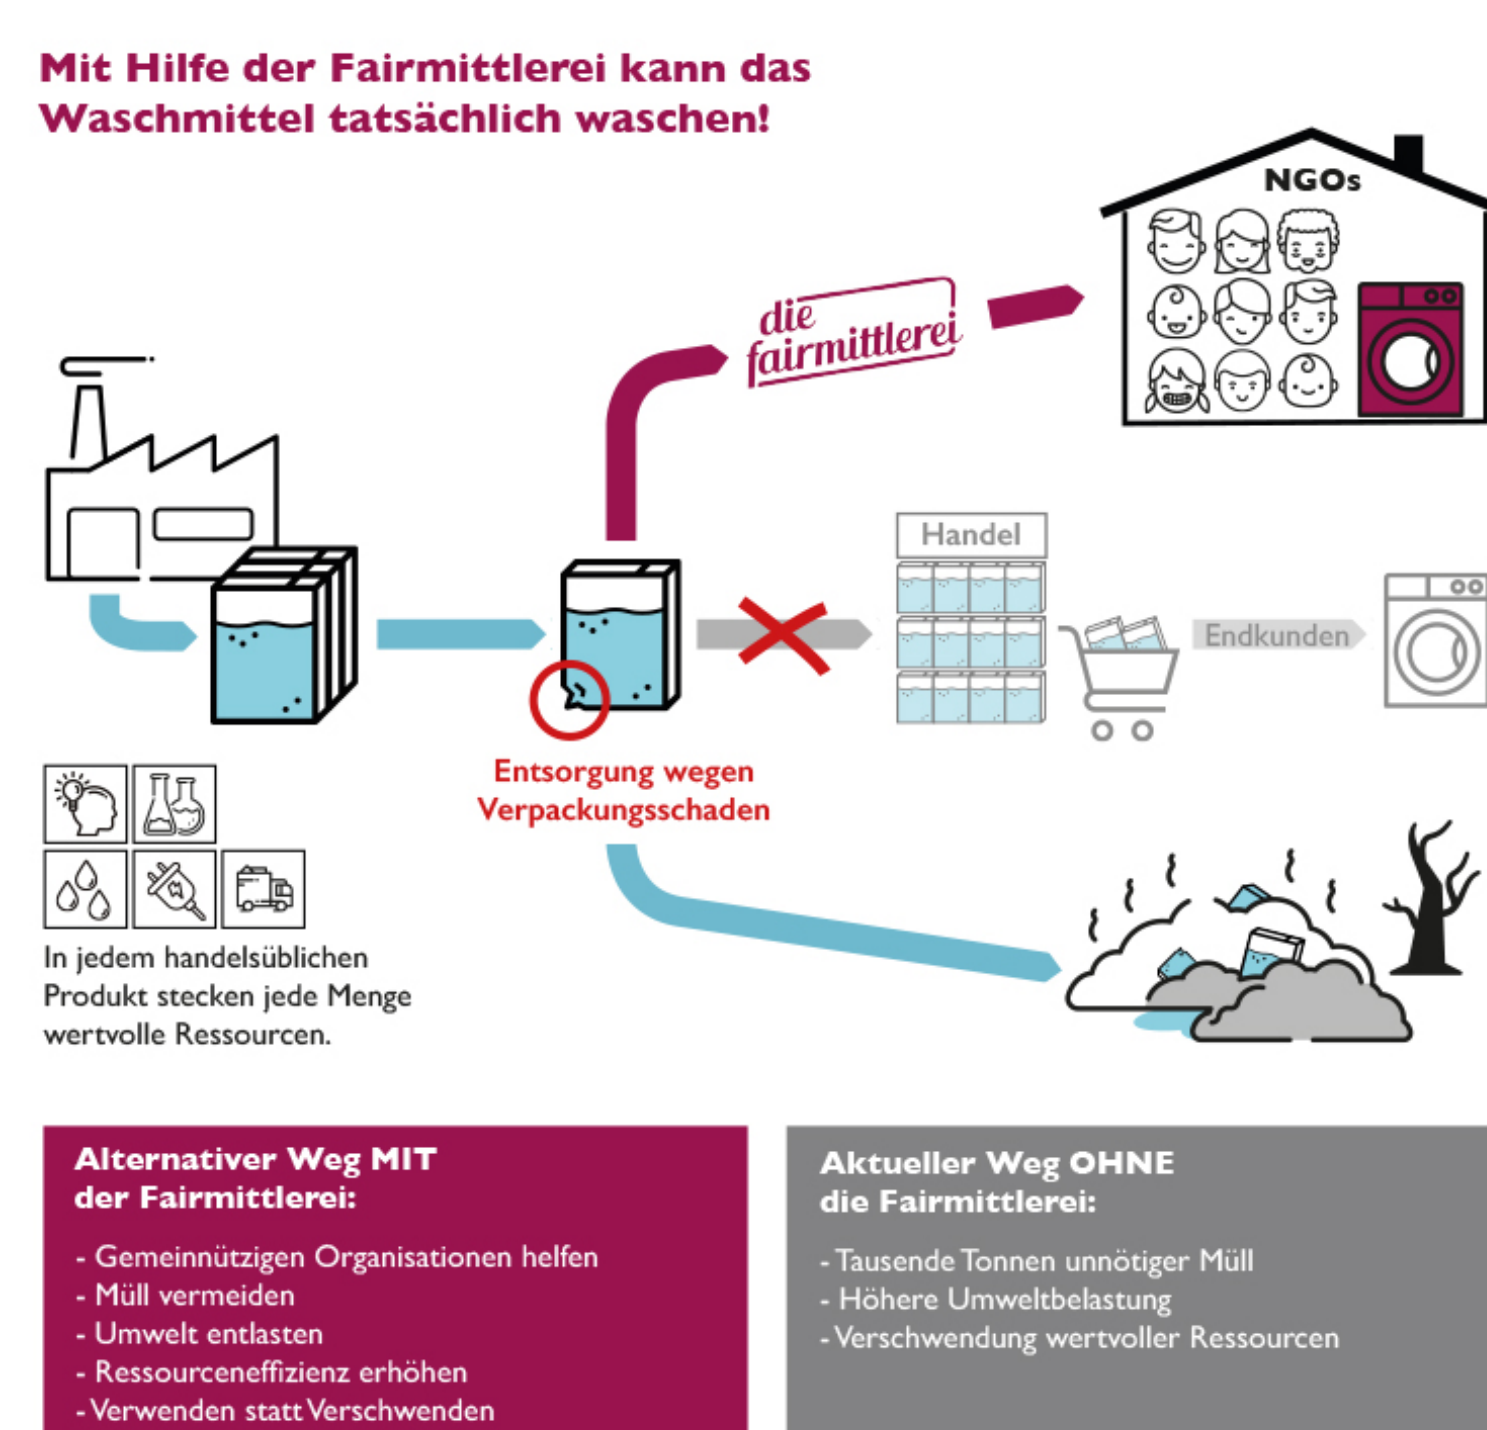 Mit Hilfe der Fairmittlerei kann das
Waschmittel tatsächlich waschen!
NGOs
die
fairmittlerei
Handel
Endkunden
Entsorgung wegen
Verpackungsschaden
In jedem handelsüblichen
Produkt stecken jede Menge
wertvolle Ressourcen.
Alternativer Weg MIT
der Fairmittlerei:
- Gemeinnützigen Organisationen helfen
- Müll vermeiden
- Umwelt entlasten
- Ressourceneffizienz erhöhen
- Verwenden statt Verschwenden
Aktueller Weg OHNE
die Fairmittlerei:
- Tausende Tonnen unnötiger Müll
- Höhere Umweltbelastung
- Verschwendung wertvoller Ressourcen